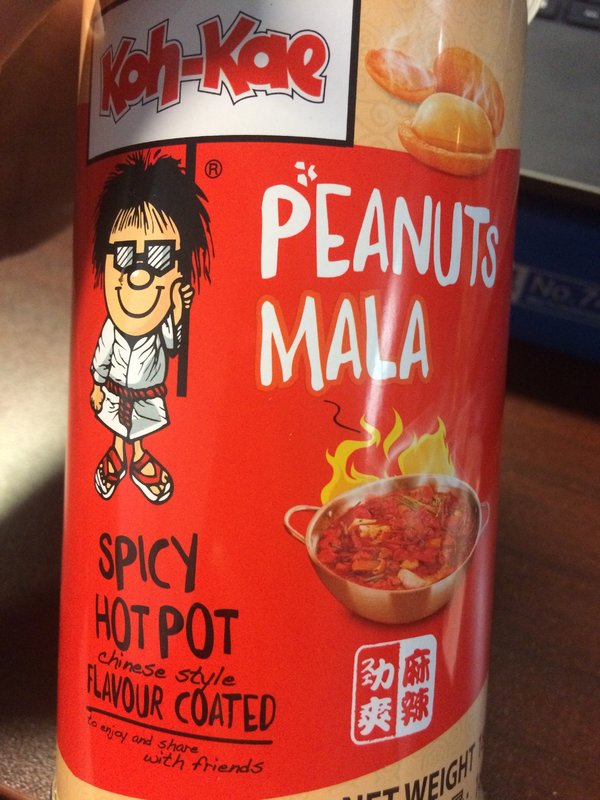 Koh-Kae
®
PEANUTS
MALA
SPICY
HOT POT
chinese style
FLAVOUR COATED
to enjoy and share
with friends
麻辣
劲爽
NET WEIGHT
No.